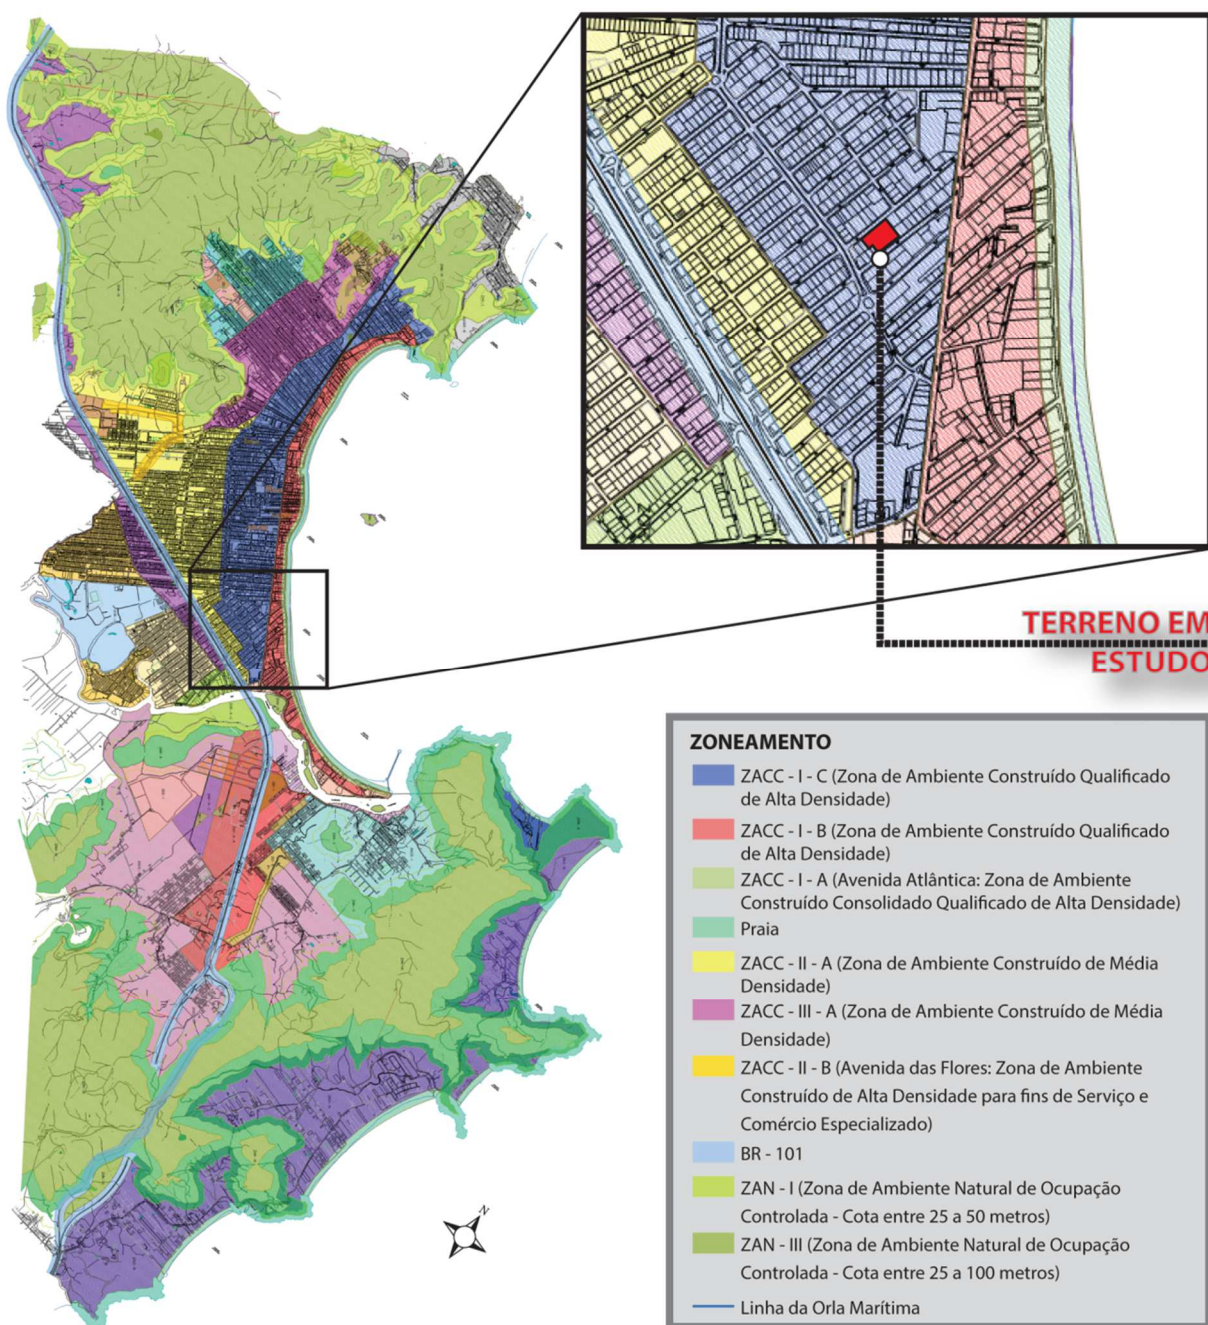 TERRENO EM
ESTUDO
ZONEAMENTO
ZACC - I - C (Zona de Ambiente Construído Qualificado
de Alta Densidade)
ZACC - I - B (Zona de Ambiente Construído Qualificado
de Alta Densidade)
ZACC - I - A (Avenida Atlântica: Zona de Ambiente
Construído Consolidado Qualificado de Alta Densidade)
Praia
ZACC - II - A (Zona de Ambiente Construído de Média
Densidade)
ZACC - III - A (Zona de Ambiente Construído de Média
Densidade)
ZACC - II - B (Avenida das Flores: Zona de Ambiente
Construído de Alta Densidade para fins de Serviço e
Comércio Especializado)
BR - 101
ZAN - I (Zona de Ambiente Natural de Ocupação
Controlada - Cota entre 25 a 50 metros)
ZAN - III (Zona de Ambiente Natural de Ocupação
Controlada - Cota entre 25 a 100 metros)
Linha da Orla Marítima
N